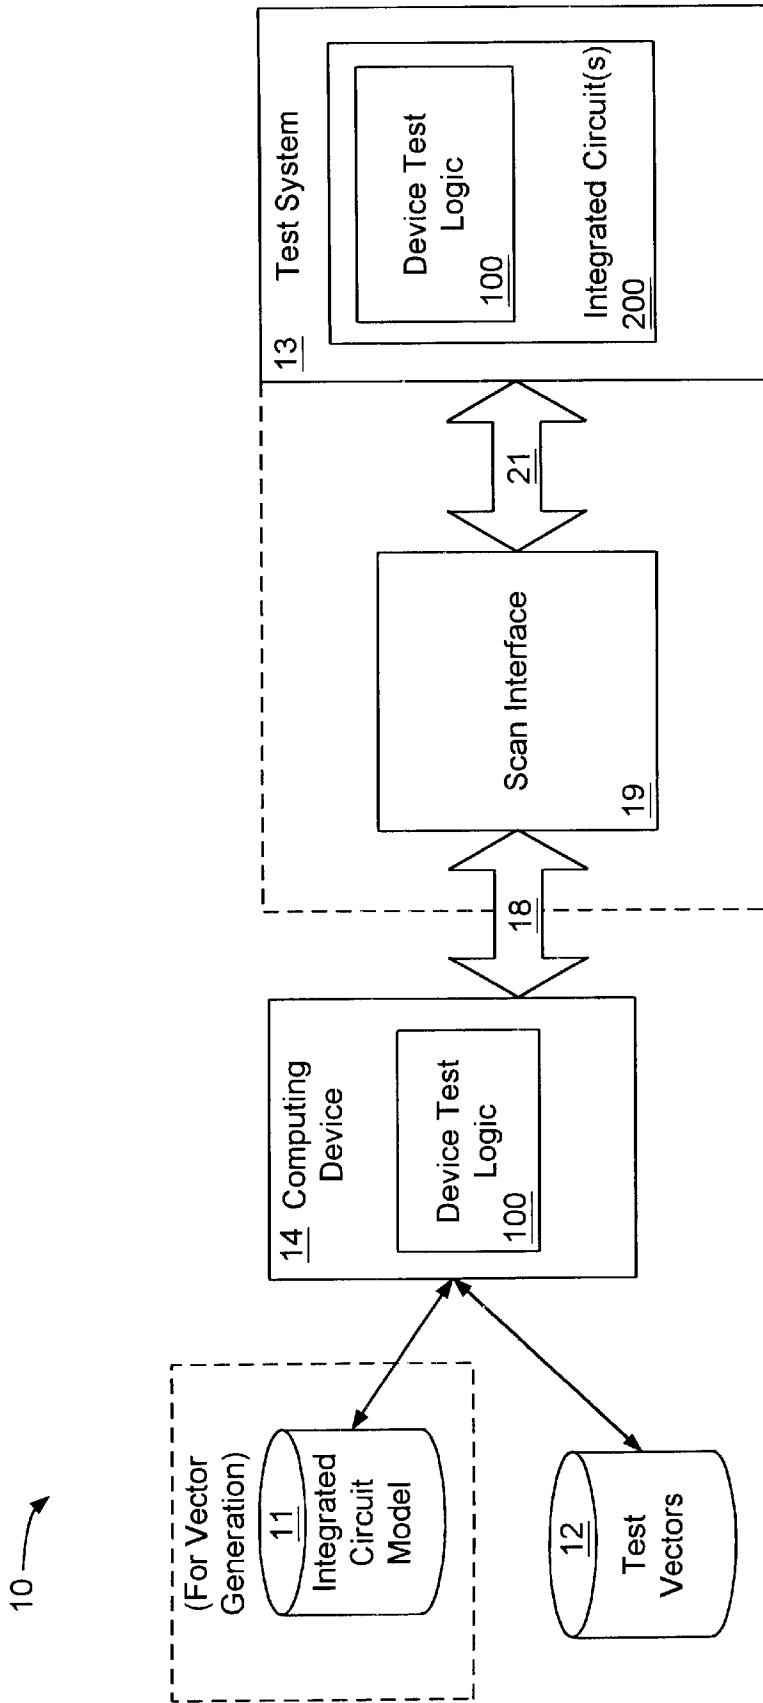 10
(For Vector
Generation)
11
Integrated
Circuit
Model
12
Test
Vectors
14 Computing
Device
Device Test
Logic
100
18
Scan Interface
19
21
13 Test System
Device Test
Logic
100
Integrated Circuit(s)
200